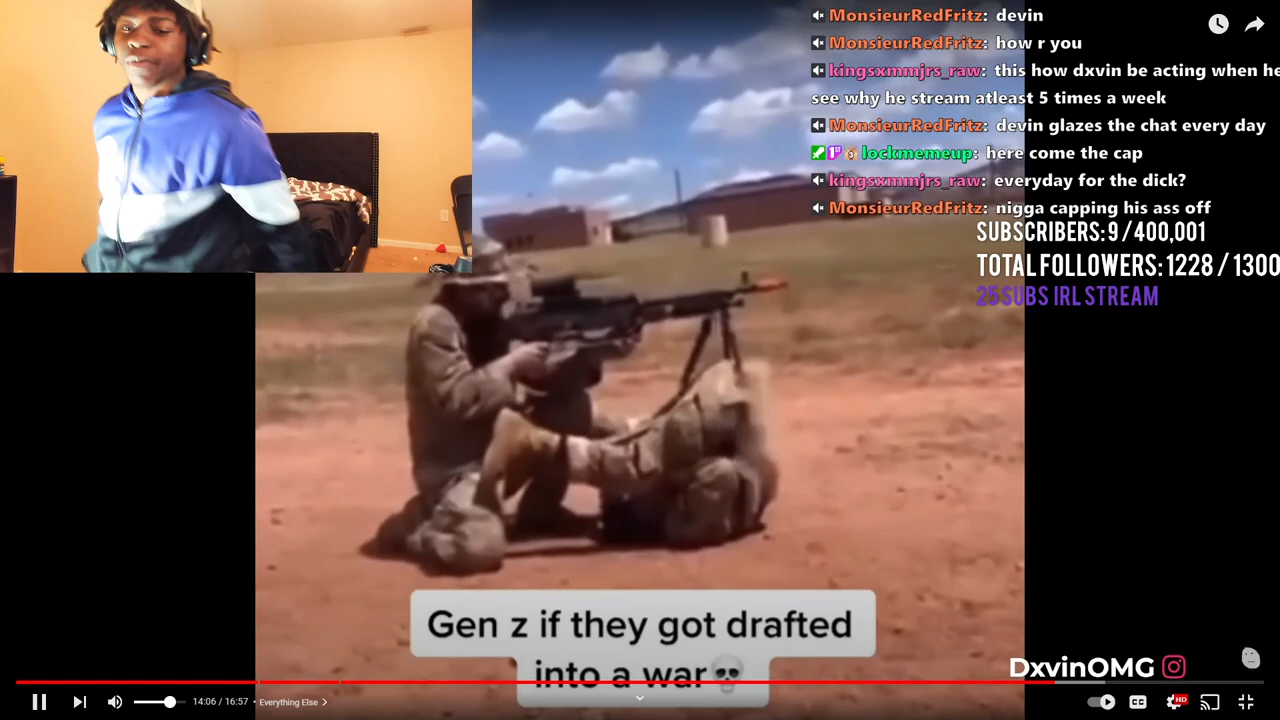 MonsieurRedFritz: devin
MonsieurRedFritz: how r you
kingsxmmjrs_raw: this how dxvin be acting when he
see why he stream atleast 5 times a week
MonsieurRedFritz: devin glazes the chat every day
1st lockmemeup: here come the cap
kingsxmmjrs_raw: everyday for the dick?
MonsieurRedFritz: nigga capping his ass off
SUBSCRIBERS: 9 / 400,001
TOTAL FOLLOWERS: 1228 / 1300
25 SUBS IRL STREAM
Gen z if they got drafted
into a war💀
DxvinOMG
14:06 / 16:57 • Everything Else >
CC
HD